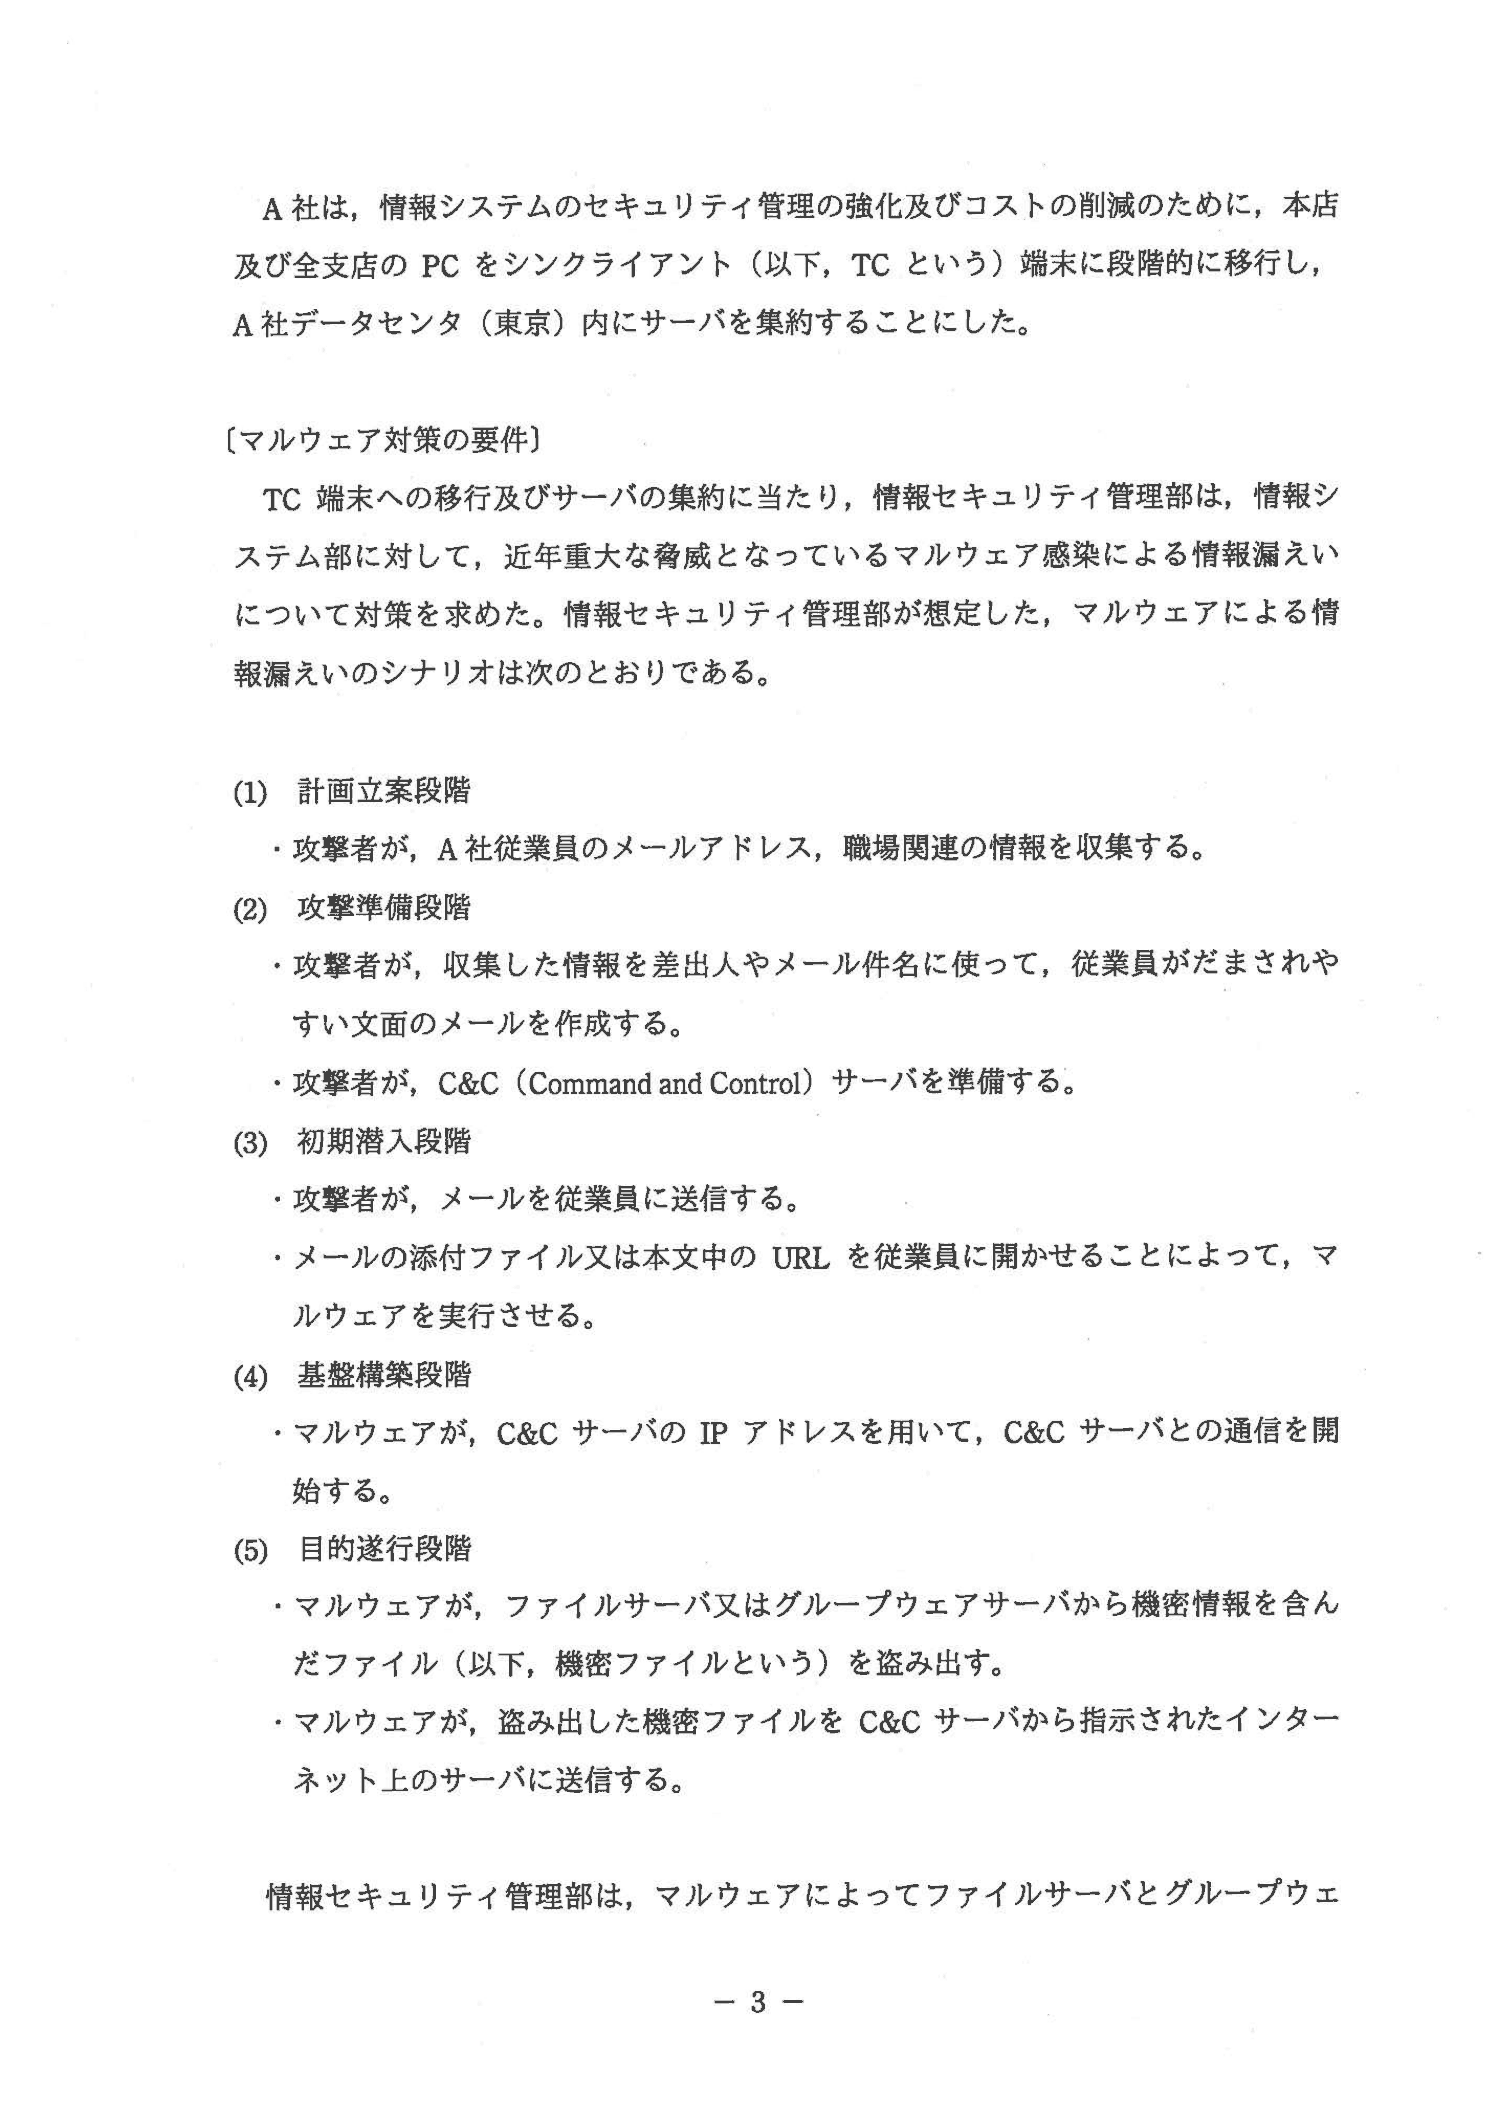 A 社は，情報システムのセキュリティ管理の強化及びコストの削減のために，本店
及び全支店の PC をシンクライアント（以下，TC という）端末に段階的に移行し，
A 社データセンタ（東京）内にサーバを集約することにした。
〔マルウェア対策の要件〕
TC 端末への移行及びサーバの集約に当たり，情報セキュリティ管理部は，情報シ
ステム部に対して，近年重大な脅威となっているマルウェア感染による情報漏えい
について対策を求めた。情報セキュリティ管理部が想定した，マルウェアによる情
報漏えいのシナリオは次のとおりである。
(1) 計画立案段階
・攻撃者が，A 社従業員のメールアドレス，職場関連の情報を収集する。
(2) 攻撃準備段階
・攻撃者が，収集した情報を差出人やメール件名に使って，従業員がだまされや
すい文面のメールを作成する。
・攻撃者が，C&C（Command and Control）サーバを準備する。
(3) 初期潜入段階
・攻撃者が，メールを従業員に送信する。
・メールの添付ファイル又は本文中の URL を従業員に開かせることによって，マ
ルウェアを実行させる。
(4) 基盤構築段階
・マルウェアが，C&C サーバの IP アドレスを用いて，C&C サーバとの通信を開
始する。
(5) 目的遂行段階
・マルウェアが，ファイルサーバ又はグループウェアサーバから機密情報を含ん
だファイル（以下，機密ファイルという）を盗み出す。
・マルウェアが，盗み出した機密ファイルを C&C サーバから指示されたインター
ネット上のサーバに送信する。
情報セキュリティ管理部は，マルウェアによってファイルサーバとグループウェ
－ 3 －